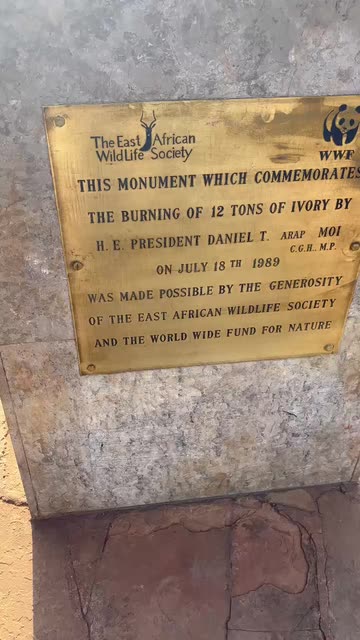 The East African
WildLife Society
WWF
THIS MONUMENT WHICH COMMEMORATES
THE BURNING OF 12 TONS OF IVORY BY
H. E. PRESIDENT DANIEL T. ARAP MOI
C.G.H., M.P.
ON JULY 18TH 1989
WAS MADE POSSIBLE BY THE GENEROSITY
OF THE EAST AFRICAN WILDLIFE SOCIETY
AND THE WORLD WIDE FUND FOR NATURE